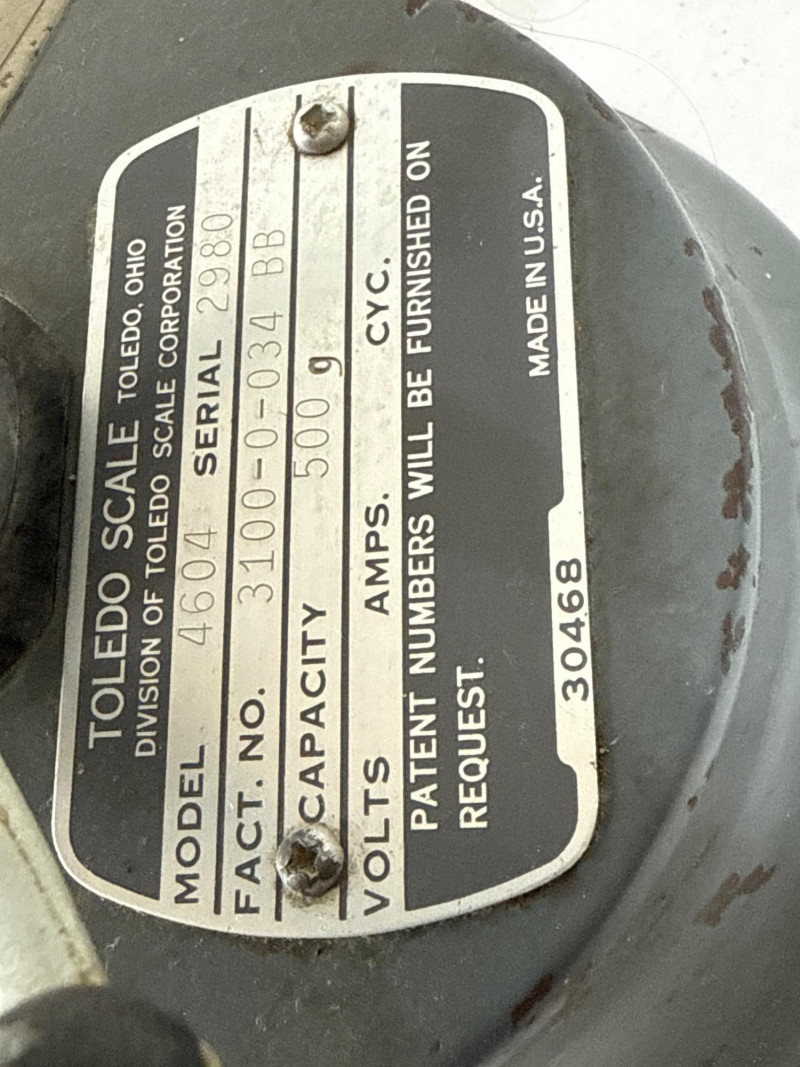 TOLEDO SCALE TOLEDO, OHIO
DIVISION OF TOLEDO SCALE CORPORATION
MODEL 4604 SERIAL 2980
FACT. NO. 3100-0-034 BB
CAPACITY 500 g
VOLTS AMPS. CYC.
PATENT NUMBERS WILL BE FURNISHED ON
REQUEST.
MADE IN U.S.A.
30468